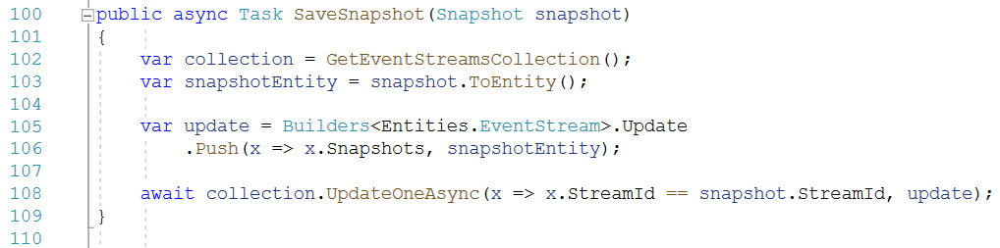 100 public async Task SaveSnapshot(Snapshot snapshot)
101 {
102     var collection = GetEventStreamsCollection();
103     var snapshotEntity = snapshot.ToEntity();
104
105     var update = Builders<Entities.EventStream>.Update
106         .Push(x => x.Snapshots, snapshotEntity);
107
108     await collection.UpdateOneAsync(x => x.StreamId == snapshot.StreamId, update);
109 }
110